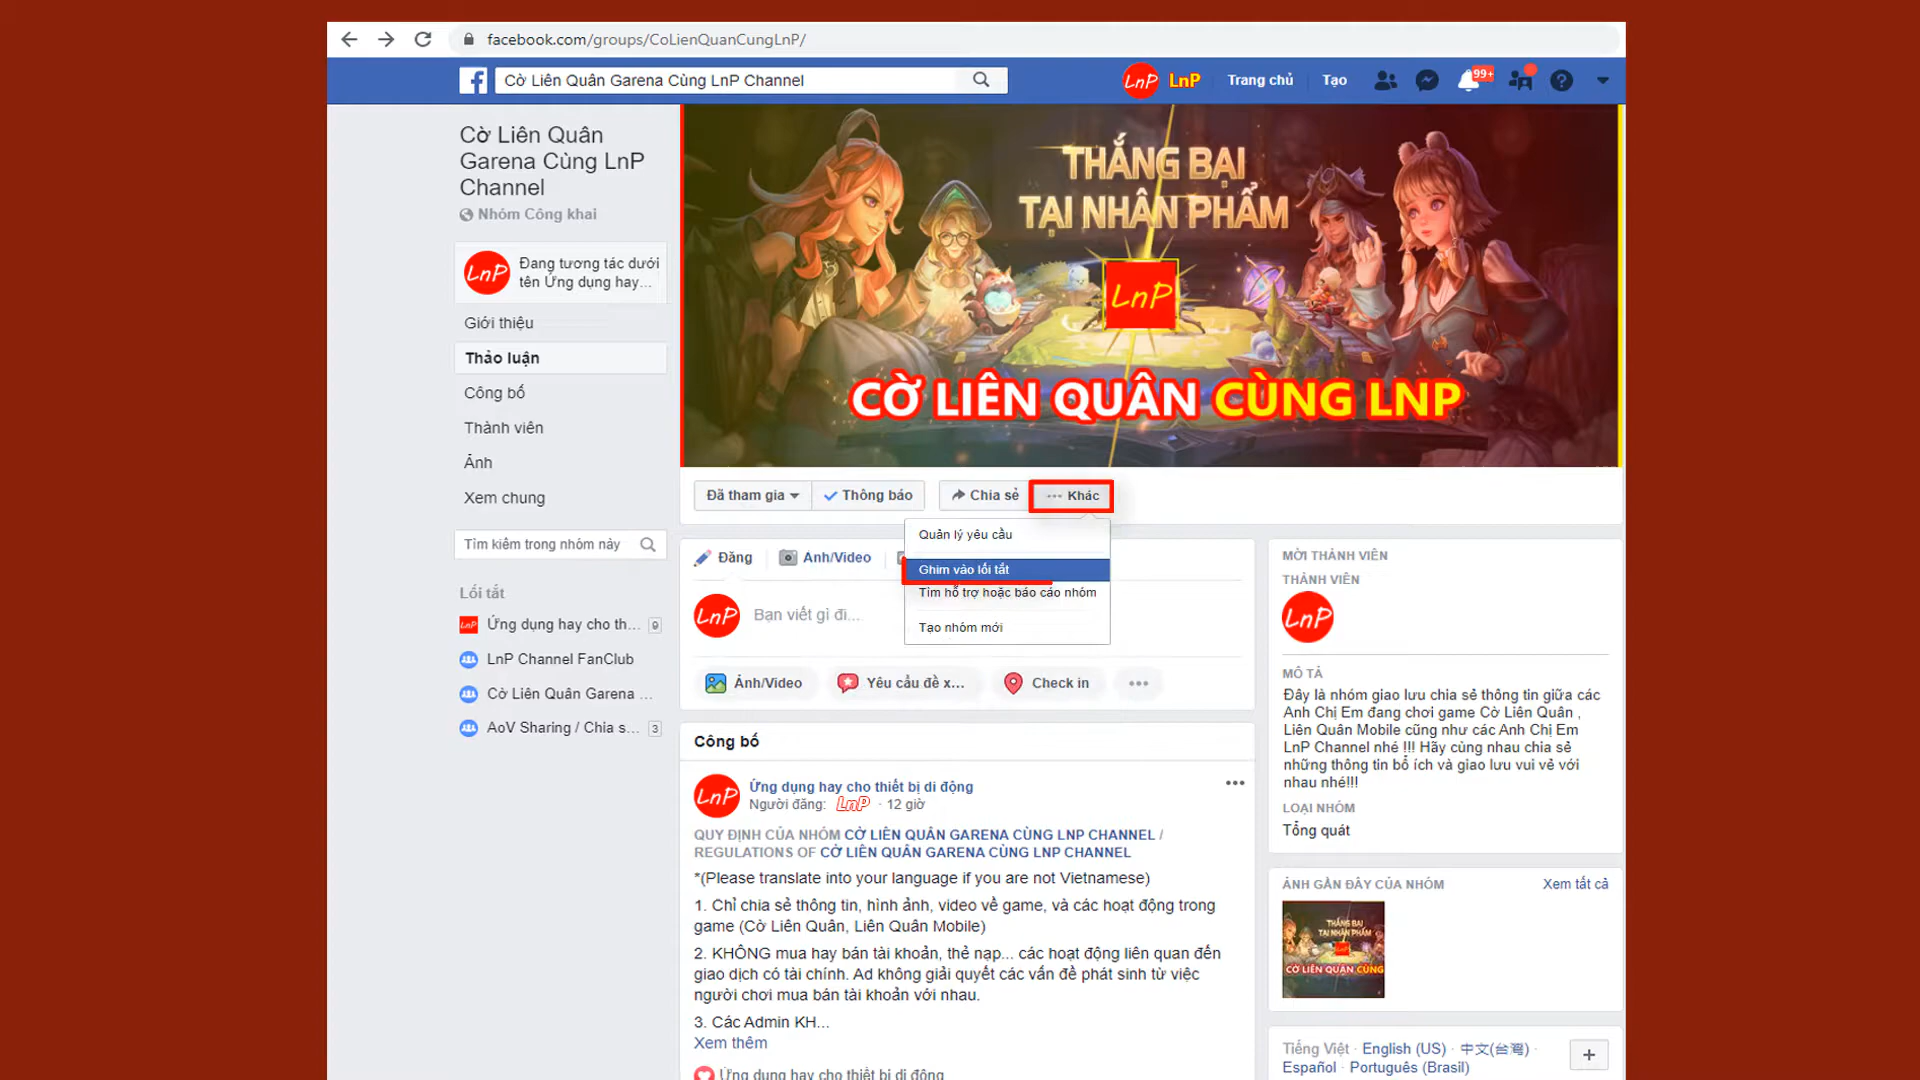 facebook.com/groups/CoLienQuanCungLnP/
Cờ Liên Quân Garena Cùng LnP Channel
LnP
LnP
Trang chủ
Tạo
99+
Cờ Liên Quân
Garena Cùng LnP
Channel
Nhóm Công khai
LnP
Đang tương tác dưới
tên Ứng dụng hay...
Giới thiệu
Thảo luận
Công bố
Thành viên
Ảnh
Xem chung
Tìm kiếm trong nhóm này
Lối tắt
LnP
Ứng dụng hay cho th... 9
LnP Channel FanClub
Cờ Liên Quân Garena ...
AoV Sharing / Chia s... 3
THẮNG BẠI
TẠI NHÂN PHẨM
LnP
CỜ LIÊN QUÂN CÙNG LNP
Đã tham gia
Thông báo
Chia sẻ
Khác
Quản lý yêu cầu
Ghim vào lối tắt
Tìm hỗ trợ hoặc báo cáo nhóm
Tạo nhóm mới
Đăng
Ảnh/Video
LnP
Bạn viết gì đi...
Ảnh/Video
Yêu cầu đề x...
Check in
Công bố
LnP
Ứng dụng hay cho thiết bị di động
Người đăng: LnP · 12 giờ
QUY ĐỊNH CỦA NHÓM CỜ LIÊN QUÂN GARENA CÙNG LNP CHANNEL /
REGULATIONS OF CỜ LIÊN QUÂN GARENA CÙNG LNP CHANNEL
*(Please translate into your language if you are not Vietnamese)
1. Chỉ chia sẻ thông tin, hình ảnh, video về game, và các hoạt động trong
game (Cờ Liên Quân, Liên Quân Mobile)
2. KHÔNG mua hay bán tài khoản, thẻ nạp... các hoạt động liên quan đến
giao dịch có tài chính. Ad không giải quyết các vấn đề phát sinh từ việc
người chơi mua bán tài khoản với nhau.
3. Các Admin KH...
Xem thêm
Ứng dụng hay cho thiết bị di động
MỜI THÀNH VIÊN
THÀNH VIÊN
LnP
MÔ TẢ
Đây là nhóm giao lưu chia sẻ thông tin giữa các
Anh Chị Em đang chơi game Cờ Liên Quân ,
Liên Quân Mobile cũng như các Anh Chị Em
LnP Channel nhé !!! Hãy cùng nhau chia sẻ
những thông tin bổ ích và giao lưu vui vẻ với
nhau nhé!!!
LOẠI NHÓM
Tổng quát
ẢNH GẦN ĐÂY CỦA NHÓM
Xem tất cả
THẮNG BẠI
TẠI NHÂN PHẨM
CỜ LIÊN QUÂN CÙNG
Tiếng Việt · English (US) · 中文(台灣) ·
Español · Português (Brasil)